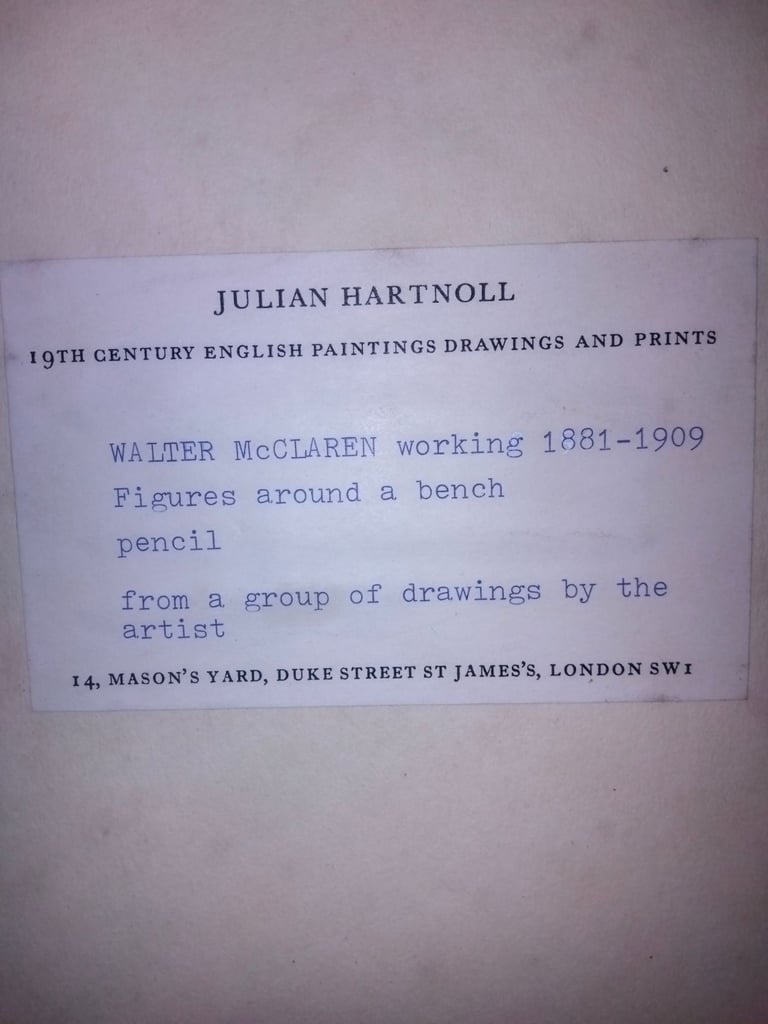 JULIAN HARTNOLL
19TH CENTURY ENGLISH PAINTINGS DRAWINGS AND PRINTS
WALTER McCLAREN working 1881-1909
Figures around a bench
pencil
from a group of drawings by the
artist
14, MASON'S YARD, DUKE STREET ST JAMES'S, LONDON SW1